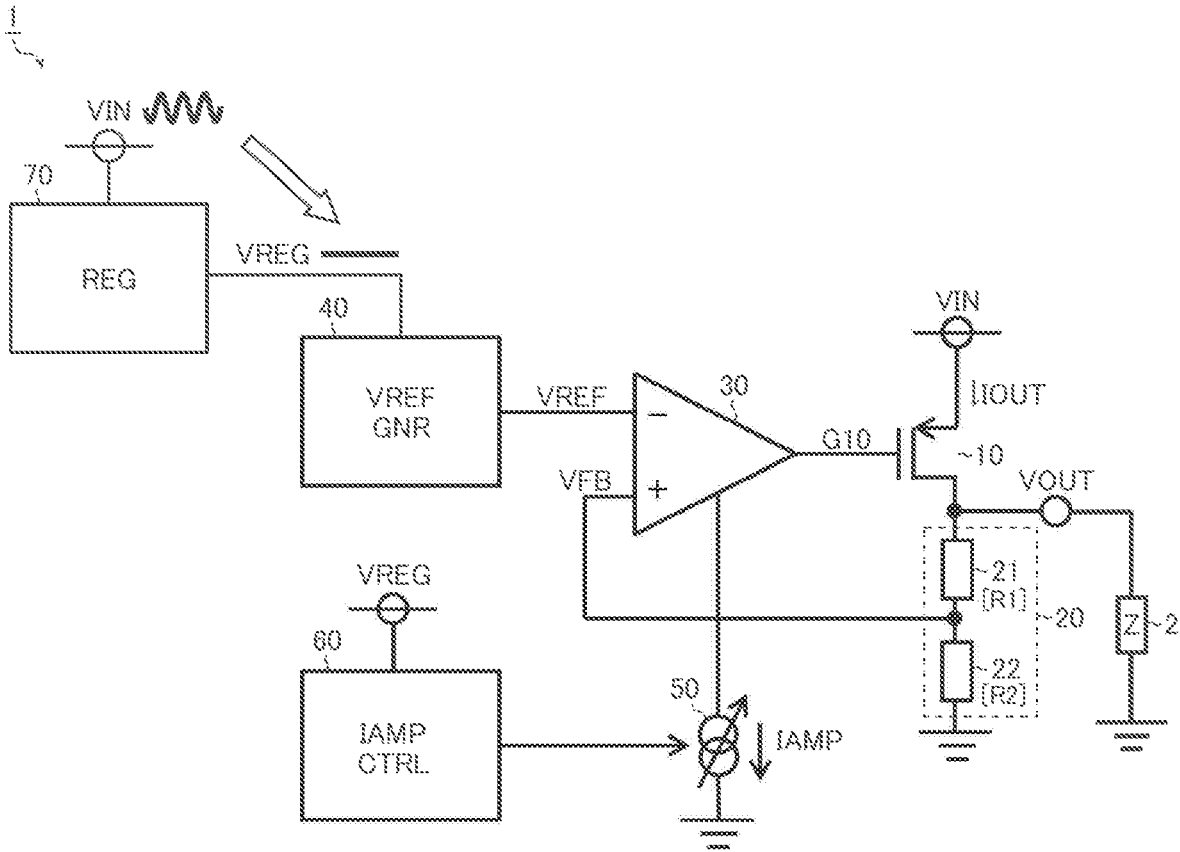 1
VIN
70
REG
VREG
40
VREF
GNR
VREF
30
−
+
VFB
G10
VIN
IOUT
10
VOUT
21
[R1]
20
22
[R2]
Z
2
VREG
60
IAMP
CTRL
50
IAMP